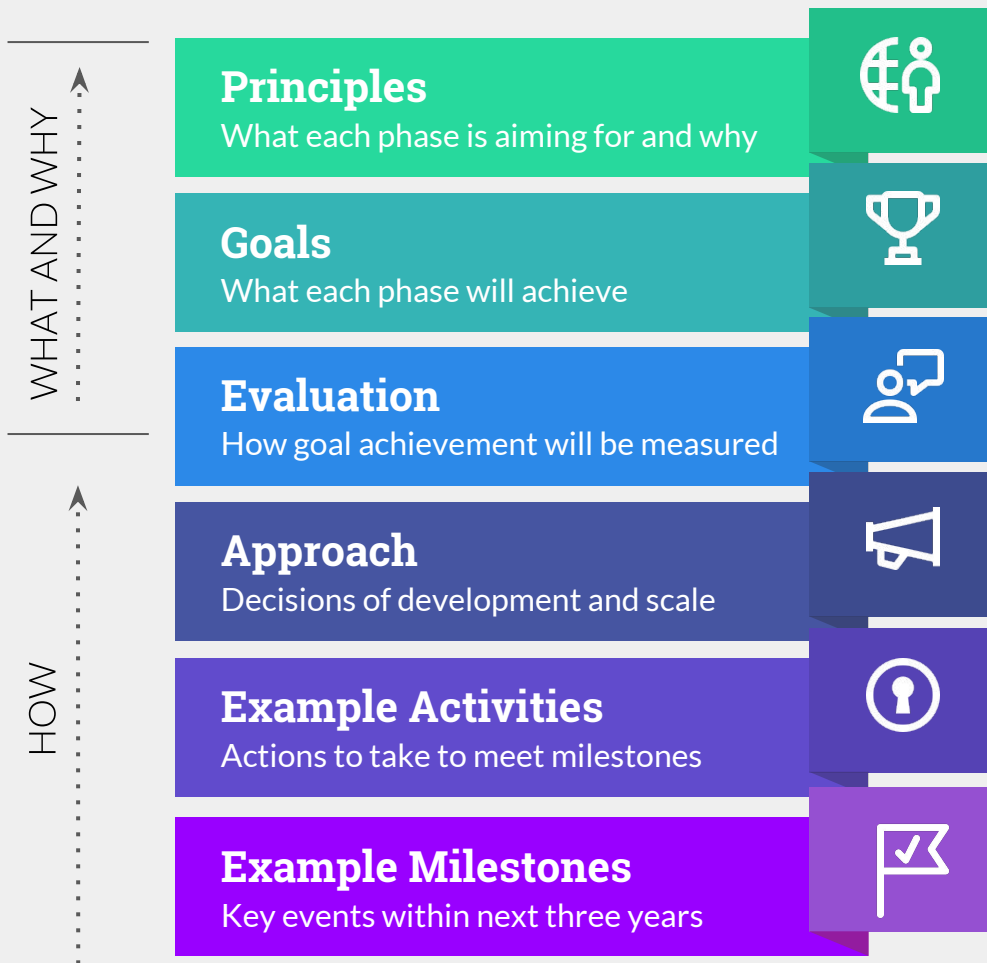 WHAT AND WHY
Principles
What each phase is aiming for and why
Goals
What each phase will achieve
Evaluation
How goal achievement will be measured
HOW
Approach
Decisions of development and scale
Example Activities
Actions to take to meet milestones
Example Milestones
Key events within next three years